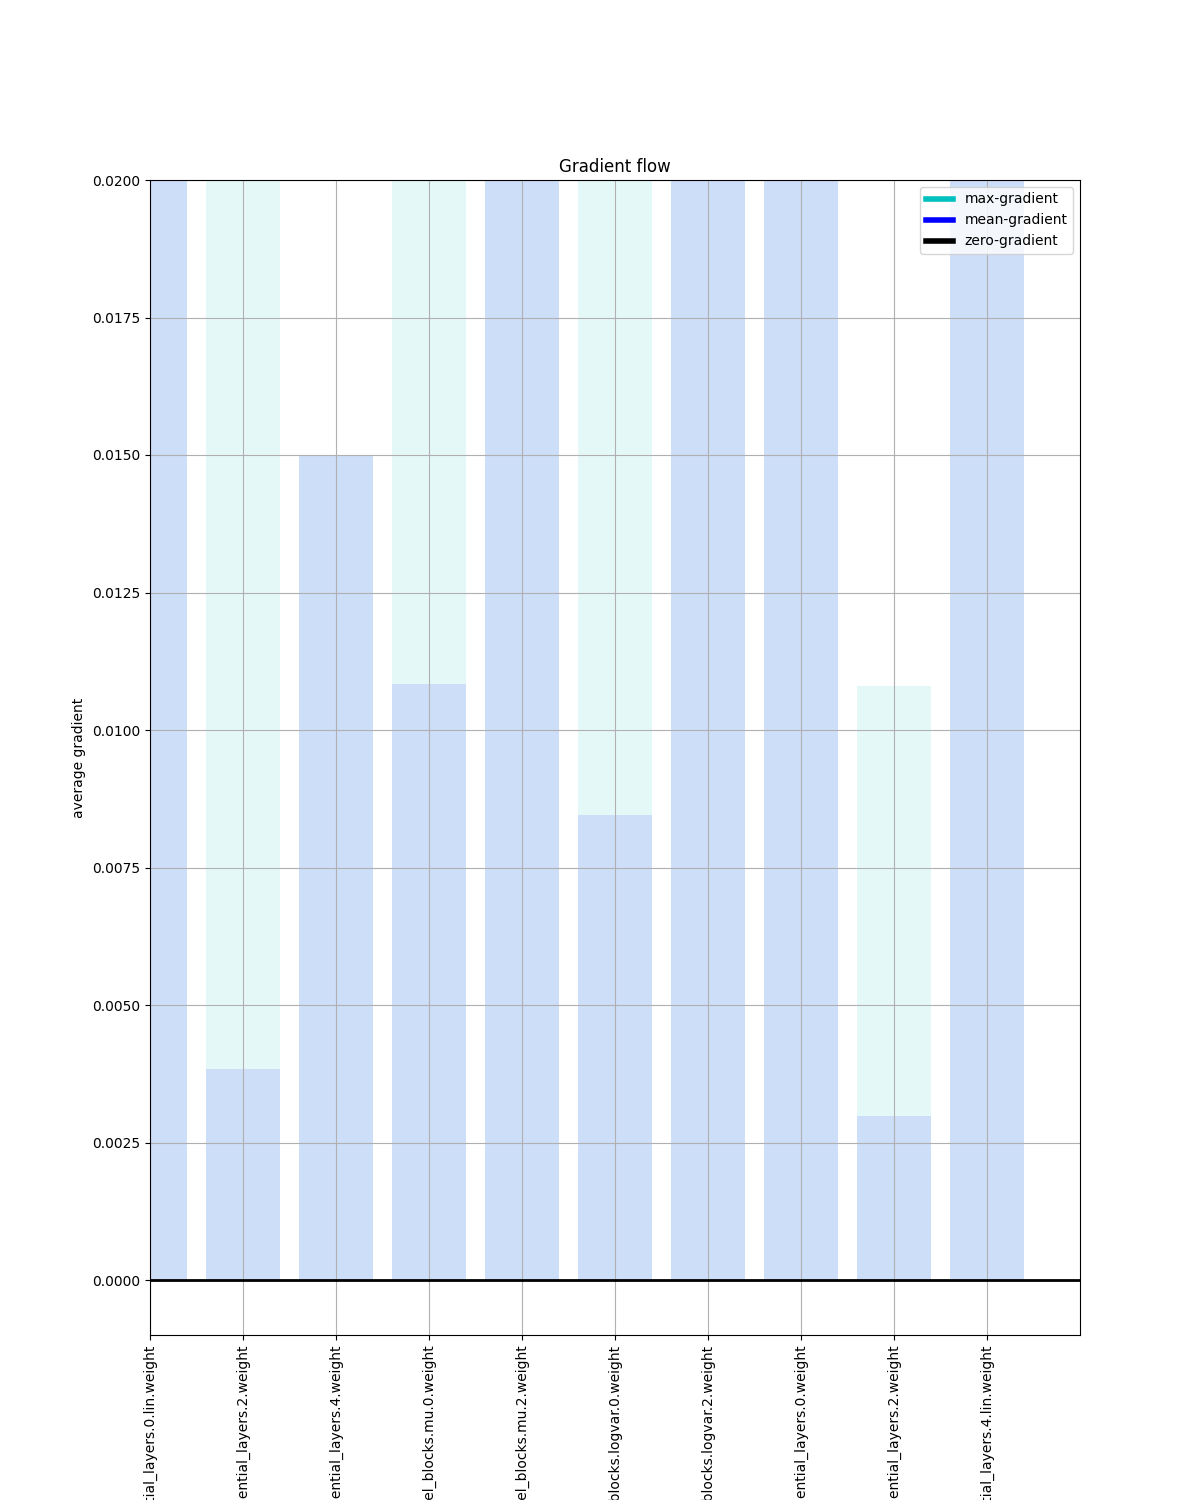 Gradient flow
max-gradient
mean-gradient
zero-gradient
0.0200
0.0175
0.0150
0.0125
0.0100
0.0075
0.0050
0.0025
0.0000
average gradient
tial_layers.0.lin.weight
ential_layers.2.weight
ential_layers.4.weight
el_blocks.mu.0.weight
el_blocks.mu.2.weight
blocks.logvar.0.weight
blocks.logvar.2.weight
ential_layers.0.weight
ential_layers.2.weight
tial_layers.4.lin.weight